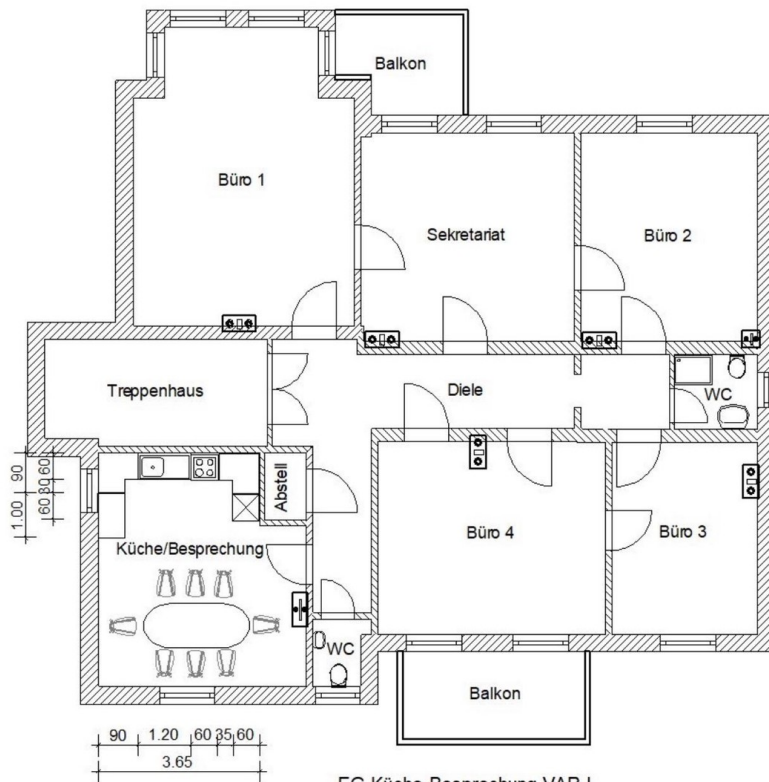 Balkon
Büro 1
Sekretariat
Büro 2
Treppenhaus
Diele
WC
Abstell
Büro 4
Büro 3
Küche/Besprechung
WC
Balkon
90 60
30
1.00 60
90 1.20 60 35 60
3.65